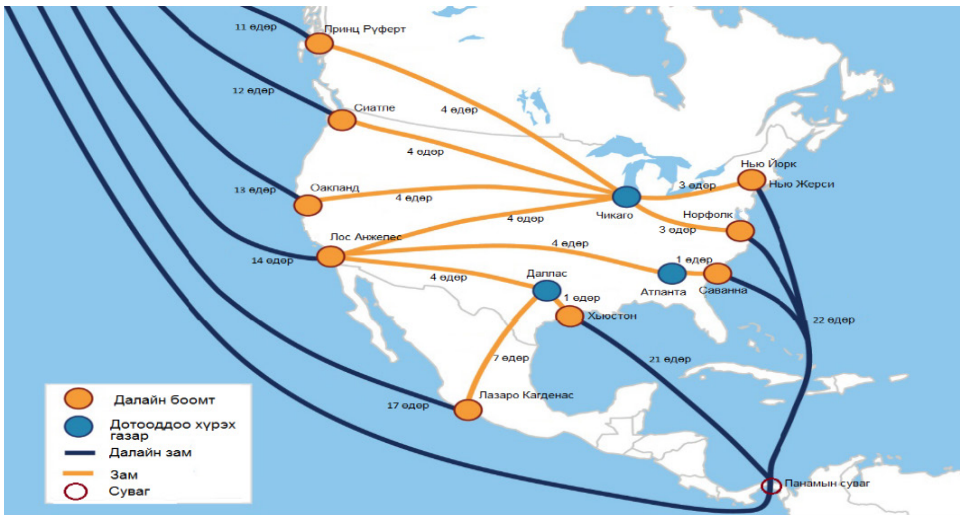 11 өдөр
Принц Рүферт
12 өдөр
Сиатле
4 өдөр
4 өдөр
13 өдөр
Оакланд
4 өдөр
4 өдөр
Чикаго
3 өдөр
Нью Йорк
Нью Жерси
Норфолк
3 өдөр
Лос Анжелес
14 өдөр
4 өдөр
4 өдөр
1 өдөр
Даллас
Атланта
Саванна
1 өдөр
Хьюстон
22 өдөр
21 өдөр
7 өдөр
17 өдөр
Лазаро Кагденас
Панамын суваг
Далайн боомт
Дотооддоо хүрэх
газар
Далайн зам
Зам
Суваг